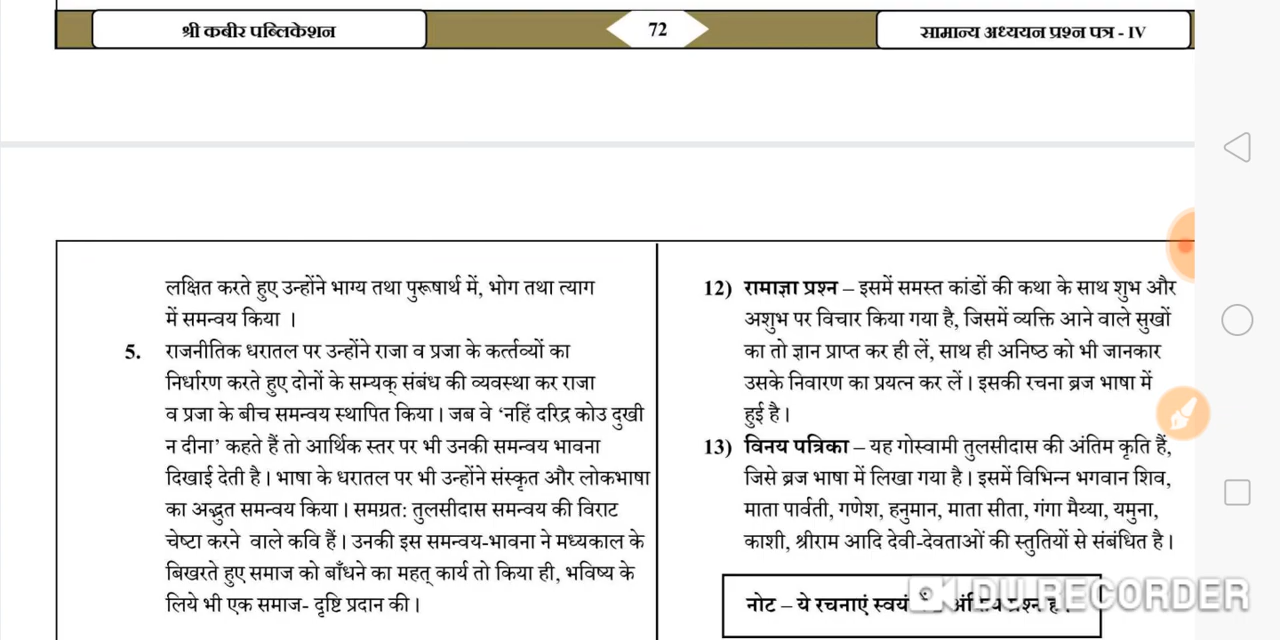 श्री कबीर पब्लिकेशन
72
सामान्य अध्ययन प्रश्न पत्र - IV
लक्षित करते हुए उन्होंने भाग्य तथा पुरूषार्थ में, भोग तथा त्याग
में समन्वय किया ।
5. राजनीतिक धरातल पर उन्होंने राजा व प्रजा के कर्त्तव्यों का
निर्धारण करते हुए दोनों के सम्यक् संबंध की व्यवस्था कर राजा
व प्रजा के बीच समन्वय स्थापित किया। जब वे ‘नहिं दरिद्र कोउ दुखी
न दीना’ कहते हैं तो आर्थिक स्तर पर भी उनकी समन्वय भावना
दिखाई देती है। भाषा के धरातल पर भी उन्होंने संस्कृत और लोकभाषा
का अद्भुत समन्वय किया। समग्रत: तुलसीदास समन्वय की विराट
चेष्टा करने वाले कवि हैं। उनकी इस समन्वय-भावना ने मध्यकाल के
बिखरते हुए समाज को बाँधने का महत् कार्य तो किया ही, भविष्य के
लिये भी एक समाज- दृष्टि प्रदान की।
12) रामाज्ञा प्रश्न – इसमें समस्त कांडों की कथा के साथ शुभ और
अशुभ पर विचार किया गया है, जिसमें व्यक्ति आने वाले सुखों
का तो ज्ञान प्राप्त कर ही लें, साथ ही अनिष्ठ को भी जानकार
उसके निवारण का प्रयत्न कर लें। इसकी रचना ब्रज भाषा में
हुई है।
13) विनय पत्रिका – यह गोस्वामी तुलसीदास की अंतिम कृति हैं,
जिसे ब्रज भाषा में लिखा गया है। इसमें विभिन्न भगवान शिव,
माता पार्वती, गणेश, हनुमान, माता सीता, गंगा मैय्या, यमुना,
काशी, श्रीराम आदि देवी-देवताओं की स्तुतियों से संबंधित है।
नोट – ये रचनाएं स्वयं प्रश्न है।
DU RECORDER